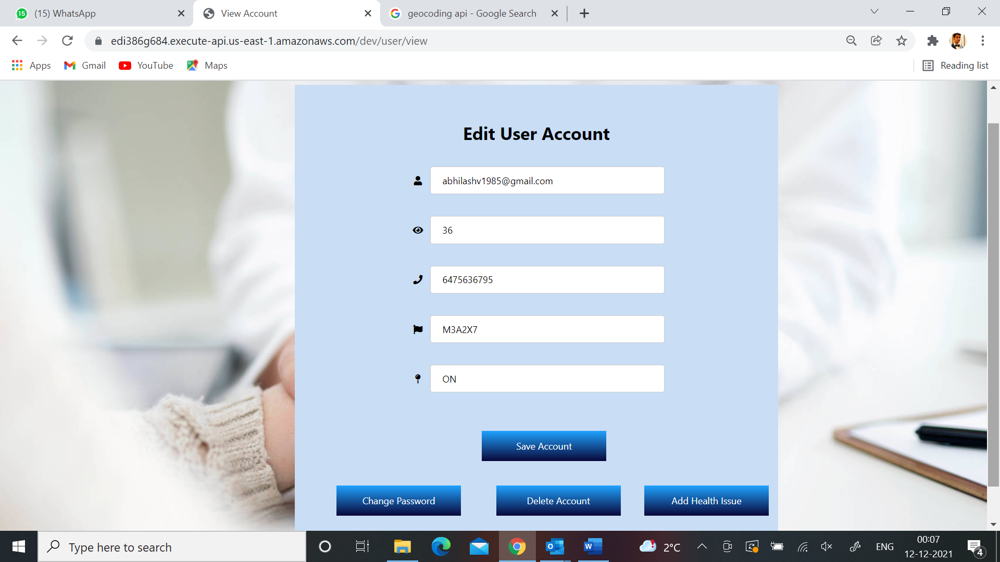 15
(15) WhatsApp
View Account
geocoding api - Google Search
edi386g684.execute-api.us-east-1.amazonaws.com/dev/user/view
Apps
Gmail
YouTube
Maps
Reading list
Edit User Account
abhilashv1985@gmail.com
36
6475636795
M3A2X7
ON
Save Account
Change Password
Delete Account
Add Health Issue
Type here to search
2°C
ENG
00:07
12-12-2021
4